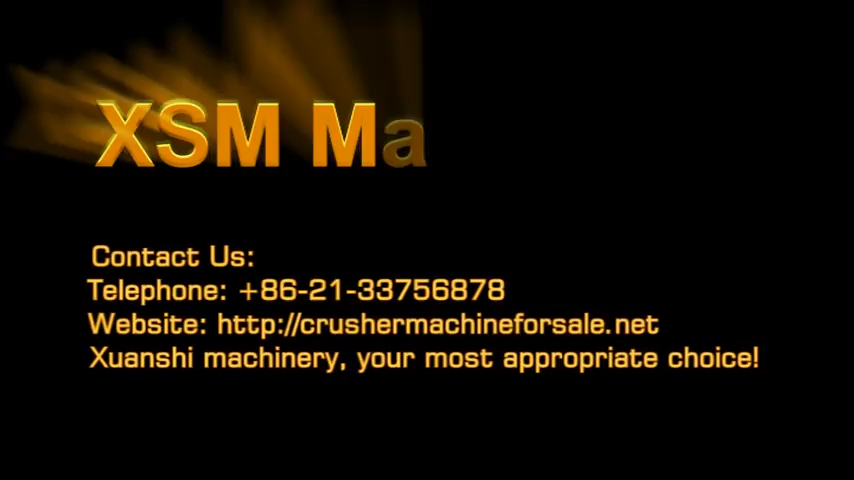 XSM Ma
Contact Us:
Telephone: +86-21-33756878
Website: http://crushermachineforsale.net
Xuanshi machinery, your most appropriate choice!